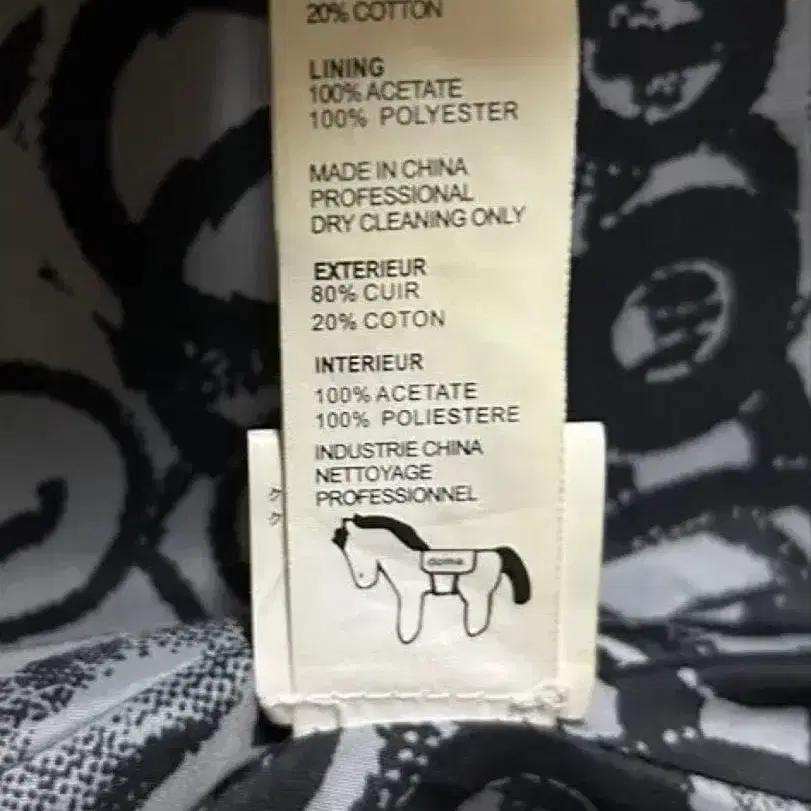 20% COTTON
LINING
100% ACETATE
100% POLYESTER
MADE IN CHINA
PROFESSIONAL
DRY CLEANING ONLY
EXTERIEUR
80% CUIR
20% COTON
INTERIEUR
100% ACETATE
100% POLIESTERE
INDUSTRIE CHINA
NETTOYAGE
PROFESSIONNEL
doma